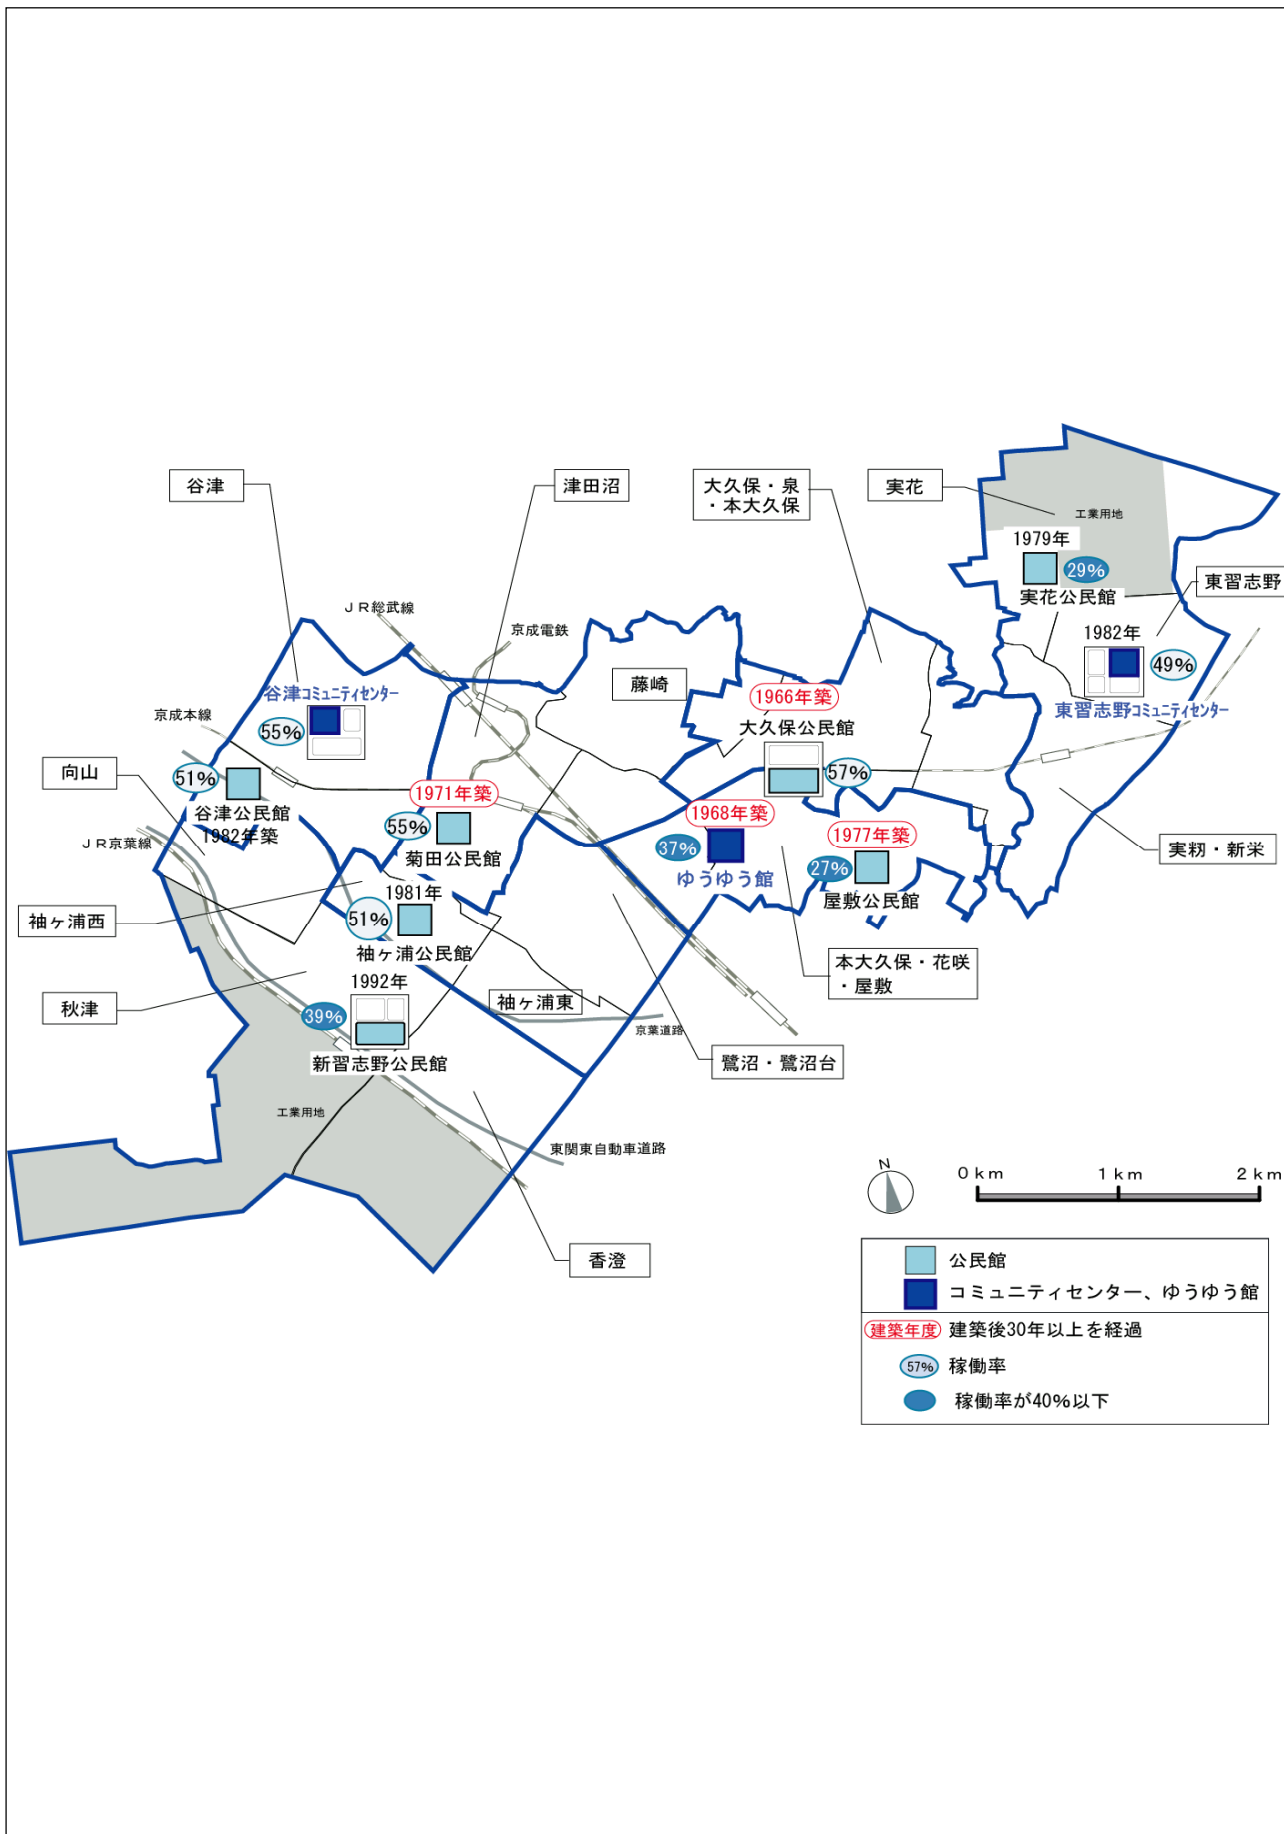 谷津
津田沼
大久保・泉
・本大久保
実花
工業用地
1979年
29%
実花公民館
東習志野
JR総武線
京成電鉄
1982年
49%
東習志野コミュニティセンター
藤崎
谷津コミュニティセンター
55%
1966年築
大久保公民館
57%
京成本線
向山
51%
谷津公民館
1982年築
1971年築
55%
菊田公民館
1968年築
37%
ゆうゆう館
1977年築
27%
屋敷公民館
実籾・新栄
JR京葉線
袖ヶ浦西
1981年
51%
袖ヶ浦公民館
本大久保・花咲
・屋敷
秋津
1992年
39%
新習志野公民館
袖ヶ浦東
京葉道路
鷺沼・鷺沼台
工業用地
東関東自動車道路
香澄
N
0km
1km
2km
公民館
コミュニティセンター、ゆうゆう館
建築年度 建築後30年以上を経過
57% 稼働率
稼働率が40%以下